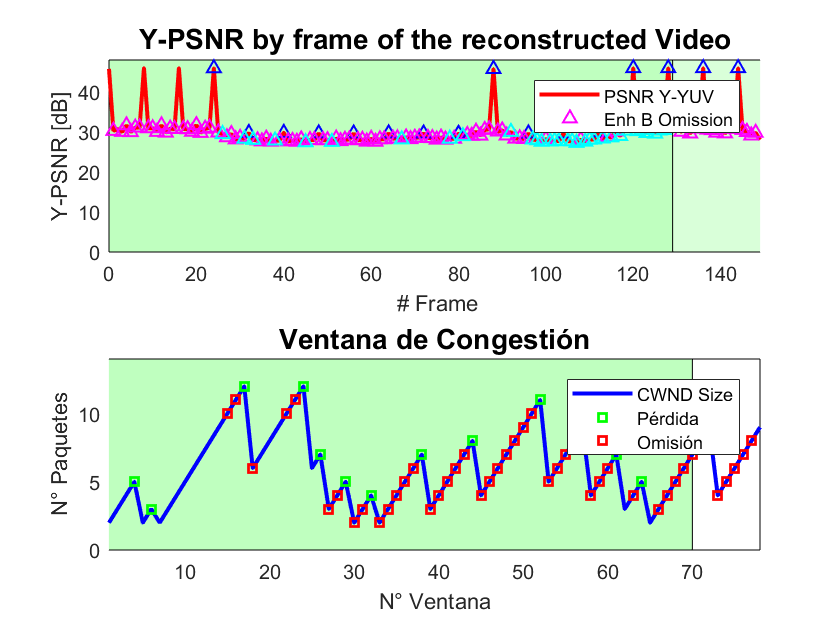 Y-PSNR by frame of the reconstructed Video
Y-PSNR [dB]
40
30
20
10
0
PSNR Y-YUV
Enh B Omission
0 20 40 60 80 100 120 140
# Frame
Ventana de Congestión
N° Paquetes
10
5
0
CWND Size
Pérdida
Omisión
10 20 30 40 50 60 70
N° Ventana